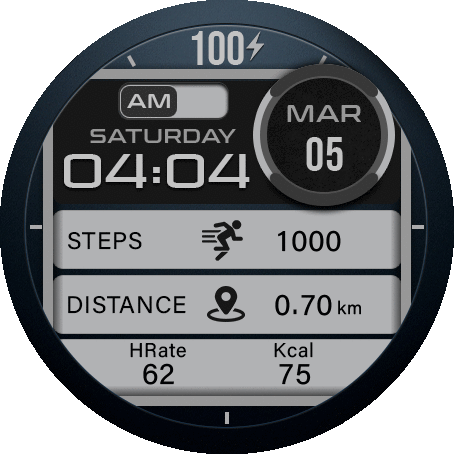 100
AM
SATURDAY
04:04
MAR
05
STEPS 1000
DISTANCE 0.70 km
HRate Kcal
62 75